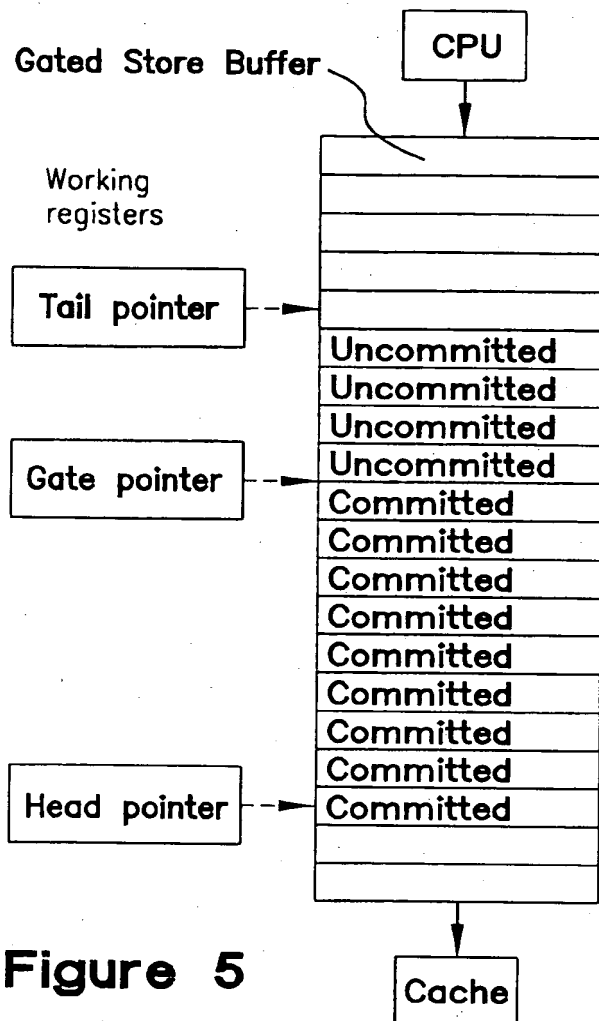 CPU
Gated Store Buffer
Working
registers
Tail pointer
Uncommitted
Uncommitted
Uncommitted
Uncommitted
Gate pointer
Committed
Committed
Committed
Committed
Committed
Committed
Committed
Committed
Head pointer
Committed
Figure 5
Cache